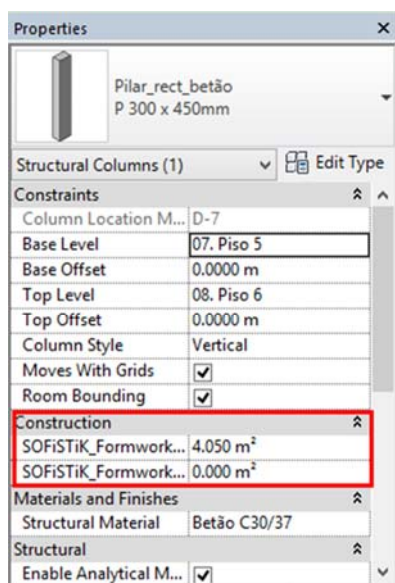 Properties ×
Pilar_rect_betão
P 300 x 450mm
Structural Columns (1) Edit Type
Constraints
Column Location M... D-7
Base Level 07. Piso 5
Base Offset 0.0000 m
Top Level 08. Piso 6
Top Offset 0.0000 m
Column Style Vertical
Moves With Grids
Room Bounding
Construction
SOFiSTiK_Formwork... 4.050 m²
SOFiSTiK_Formwork... 0.000 m²
Materials and Finishes
Structural Material Betão C30/37
Structural
Enable Analytical M...